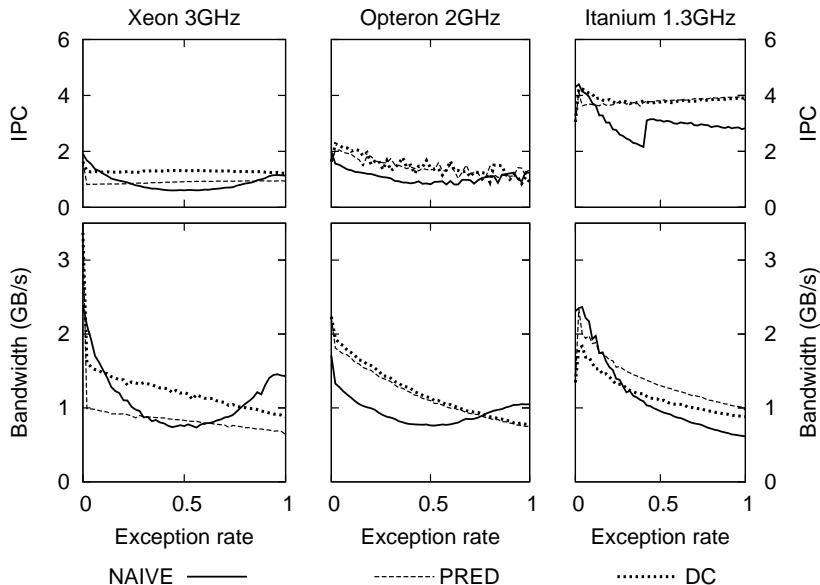 Xeon 3GHz Opteron 2GHz Itanium 1.3GHz
6 6
4 4
IPC IPC
2 2
0 0
3 3
Bandwidth (GB/s) Bandwidth (GB/s)
2 2
1 1
0 0
0 0.5 1 0 0.5 1 0 0.5 1
Exception rate Exception rate Exception rate
NAIVE PRED DC